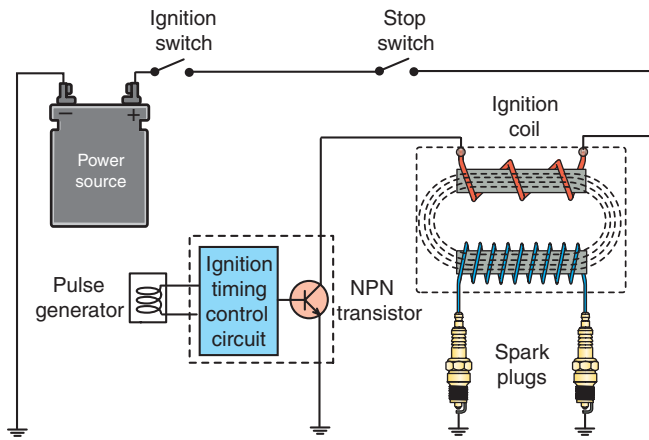 Ignition
switch
Stop
switch
Ignition
coil
− +
Power
source
Pulse
generator
Ignition
timing
control
circuit
NPN
transistor
Spark
plugs